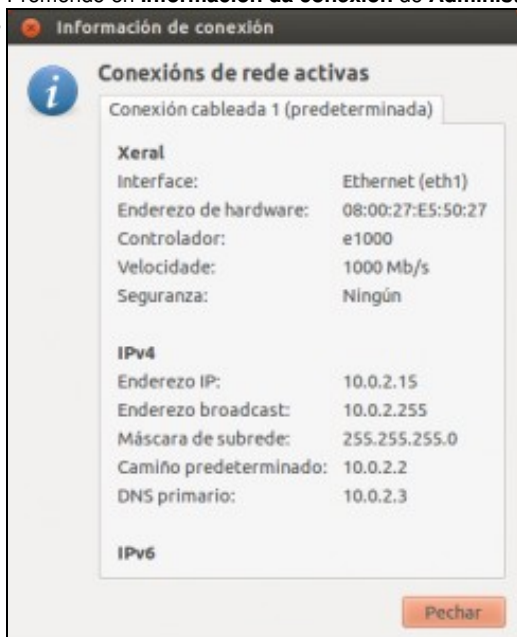 Información de conexión
Conexións de rede activas
Conexión cableada 1 (predeterminada)
Xeral
Interface: Ethernet (eth1)
Enderezo de hardware: 08:00:27:E5:50:27
Controlador: e1000
Velocidade: 1000 Mb/s
Seguranza: Ningún
IPv4
Enderezo IP: 10.0.2.15
Enderezo broadcast: 10.0.2.255
Máscara de subrede: 255.255.255.0
Camiño predeterminado: 10.0.2.2
DNS primario: 10.0.2.3
IPv6
Pechar